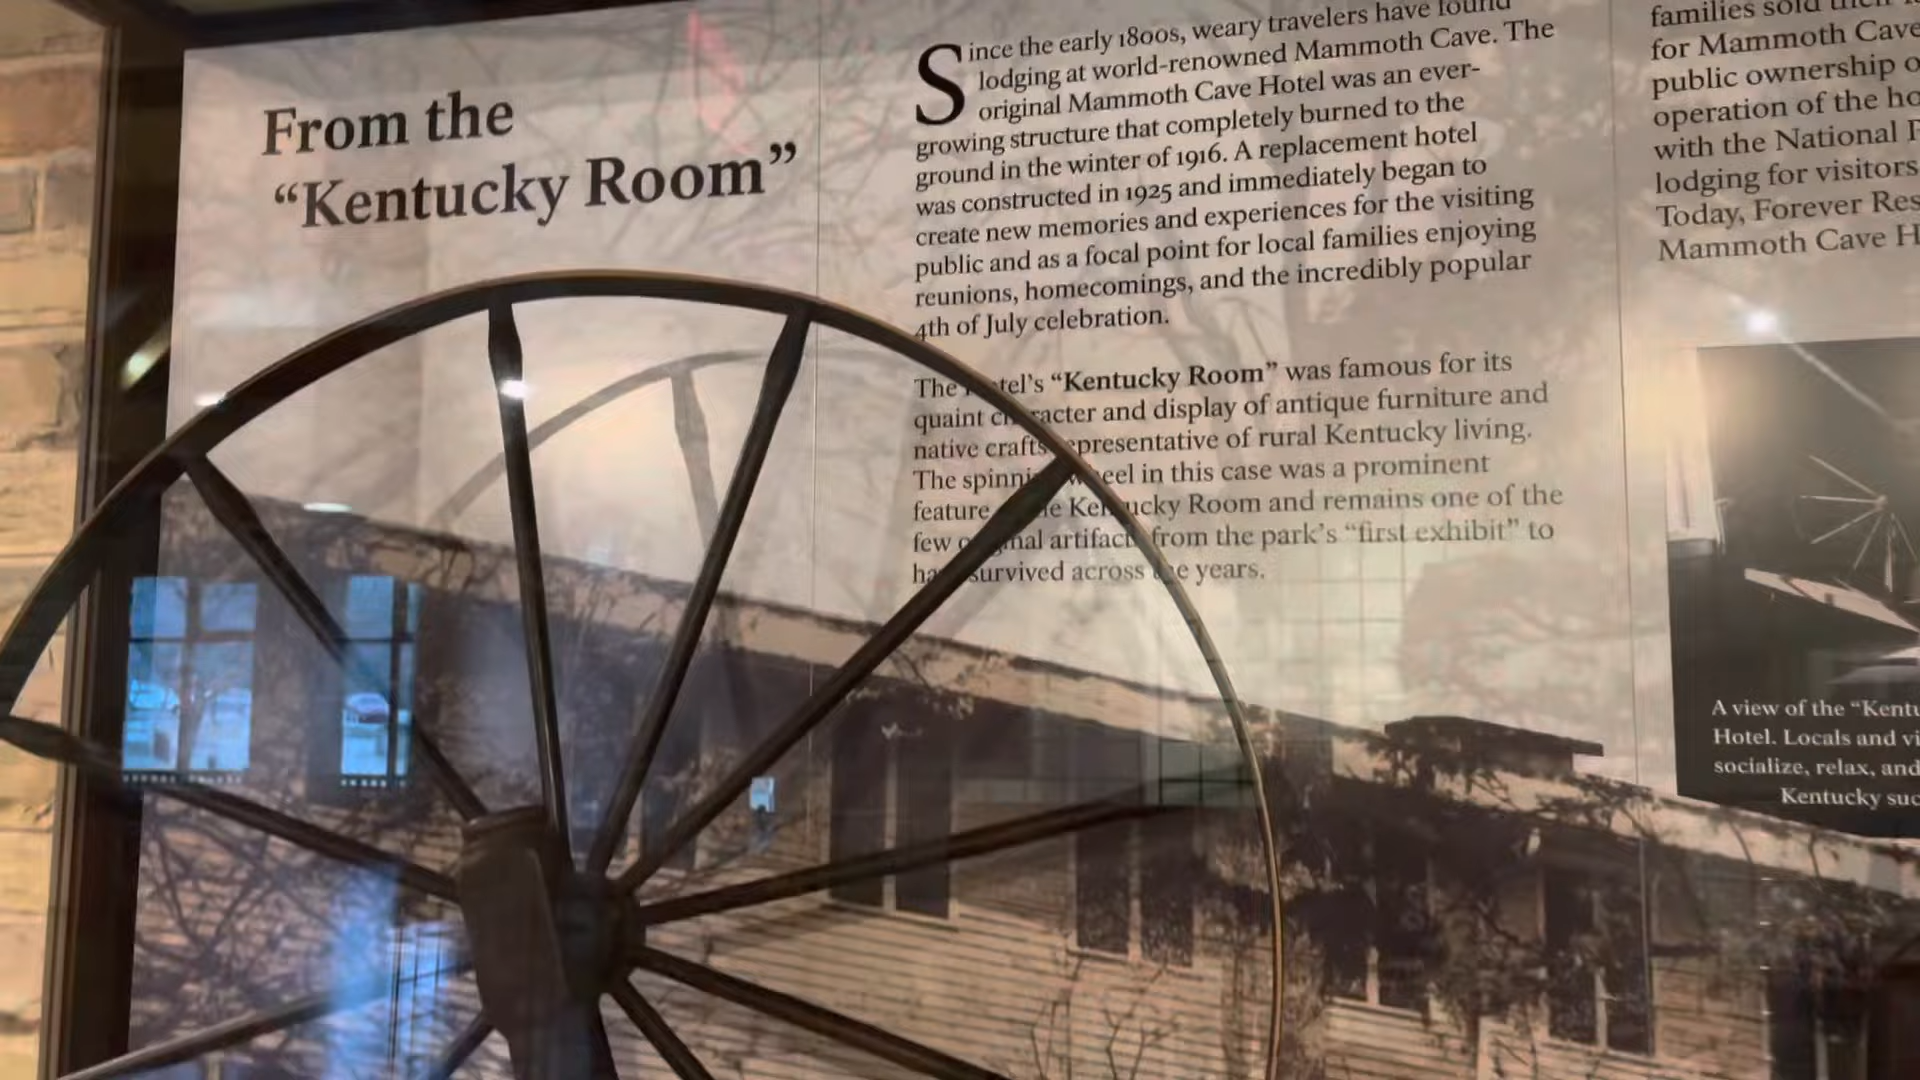 From the
“Kentucky Room”
Since the early 1800s, weary travelers have found
lodging at world-renowned Mammoth Cave. The
original Mammoth Cave Hotel was an ever-
growing structure that completely burned to the
ground in the winter of 1916. A replacement hotel
was constructed in 1925 and immediately began to
create new memories and experiences for the visiting
public and as a focal point for local families enjoying
reunions, homecomings, and the incredibly popular
4th of July celebration.
The tel’s “Kentucky Room” was famous for its
quaint character and display of antique furniture and
native crafts representative of rural Kentucky living.
The spinning wheel in this case was a prominent
feature Kentucky Room and remains one of the
few original artifacts from the park’s “first exhibit” to
survived across the years.
families sold their
for Mammoth Cave
public ownership o
operation of the ho
with the National P
lodging for visitors
Today, Forever Res
Mammoth Cave H
A view of the “Kentu
Hotel. Locals and vi
socialize, relax, and
Kentucky suc